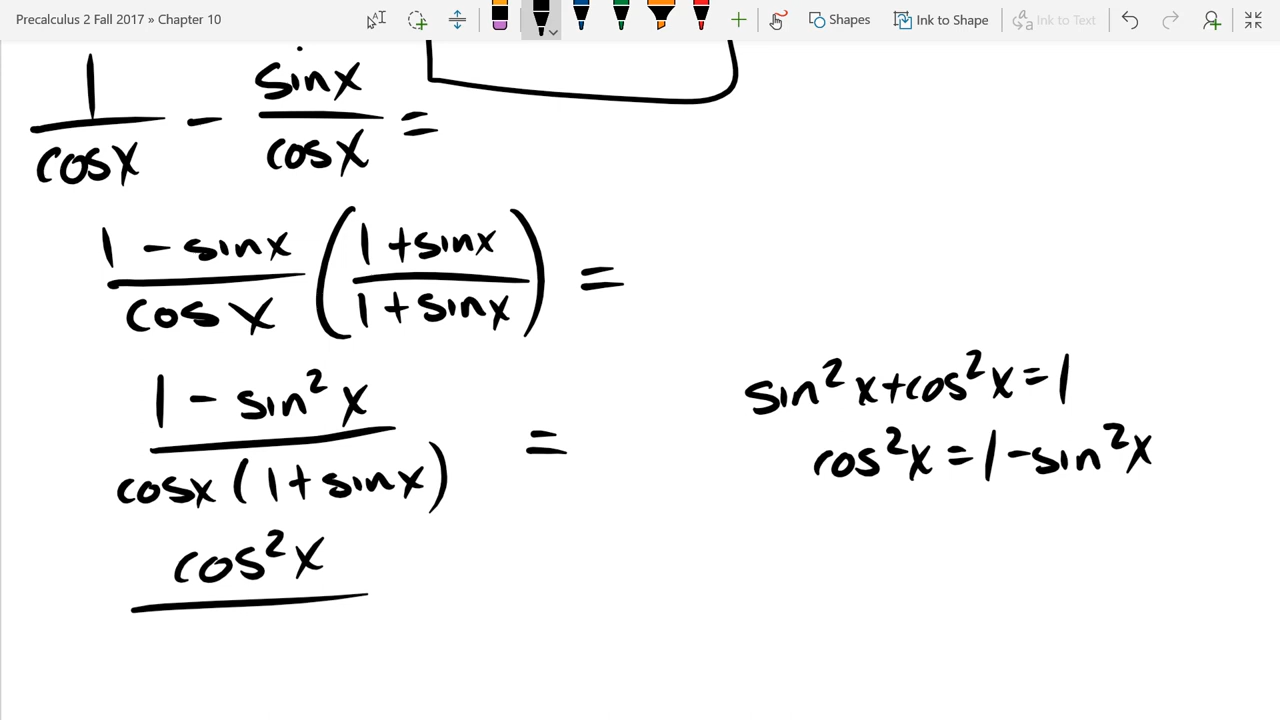 Precalculus 2 Fall 2017 » Chapter 10
Shapes
Ink to Shape
Ink to Text
1/cosx - sinx/cosx =
1 - sinx/cosx (1 + sinx/1 + sinx) =
1 - sin²x/cosx(1 + sinx) =
cos²x
sin²x + cos²x = 1
cos²x = 1 - sin²x